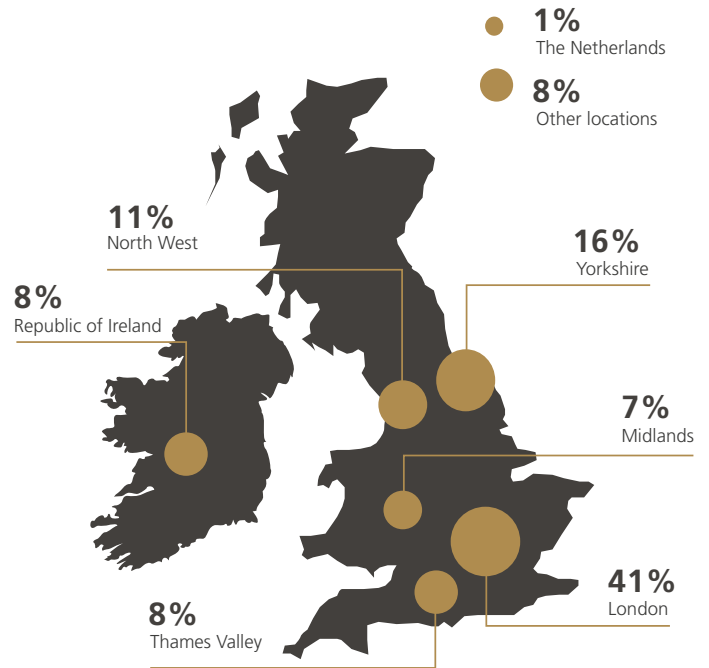 1%
The Netherlands
8%
Other locations
11%
North West
16%
Yorkshire
8%
Republic of Ireland
7%
Midlands
41%
London
8%
Thames Valley